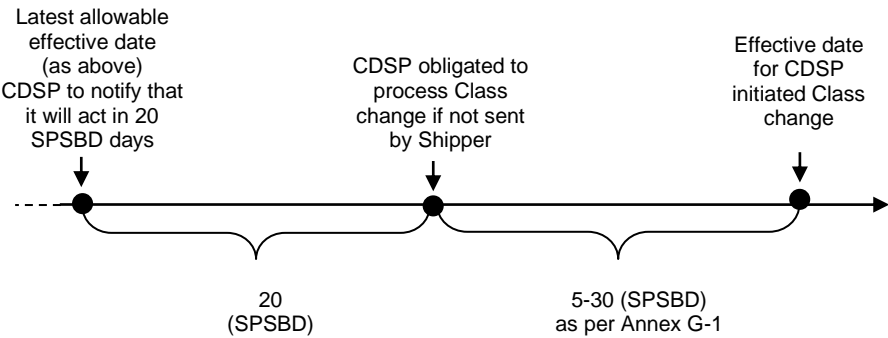 Latest allowable
effective date
(as above)
CDSP to notify that
it will act in 20
SPSBD days
CDSP obligated to
process Class
change if not sent
by Shipper
Effective date
for CDSP
initiated Class
change
20
(SPSBD)
5-30 (SPSBD)
as per Annex G-1